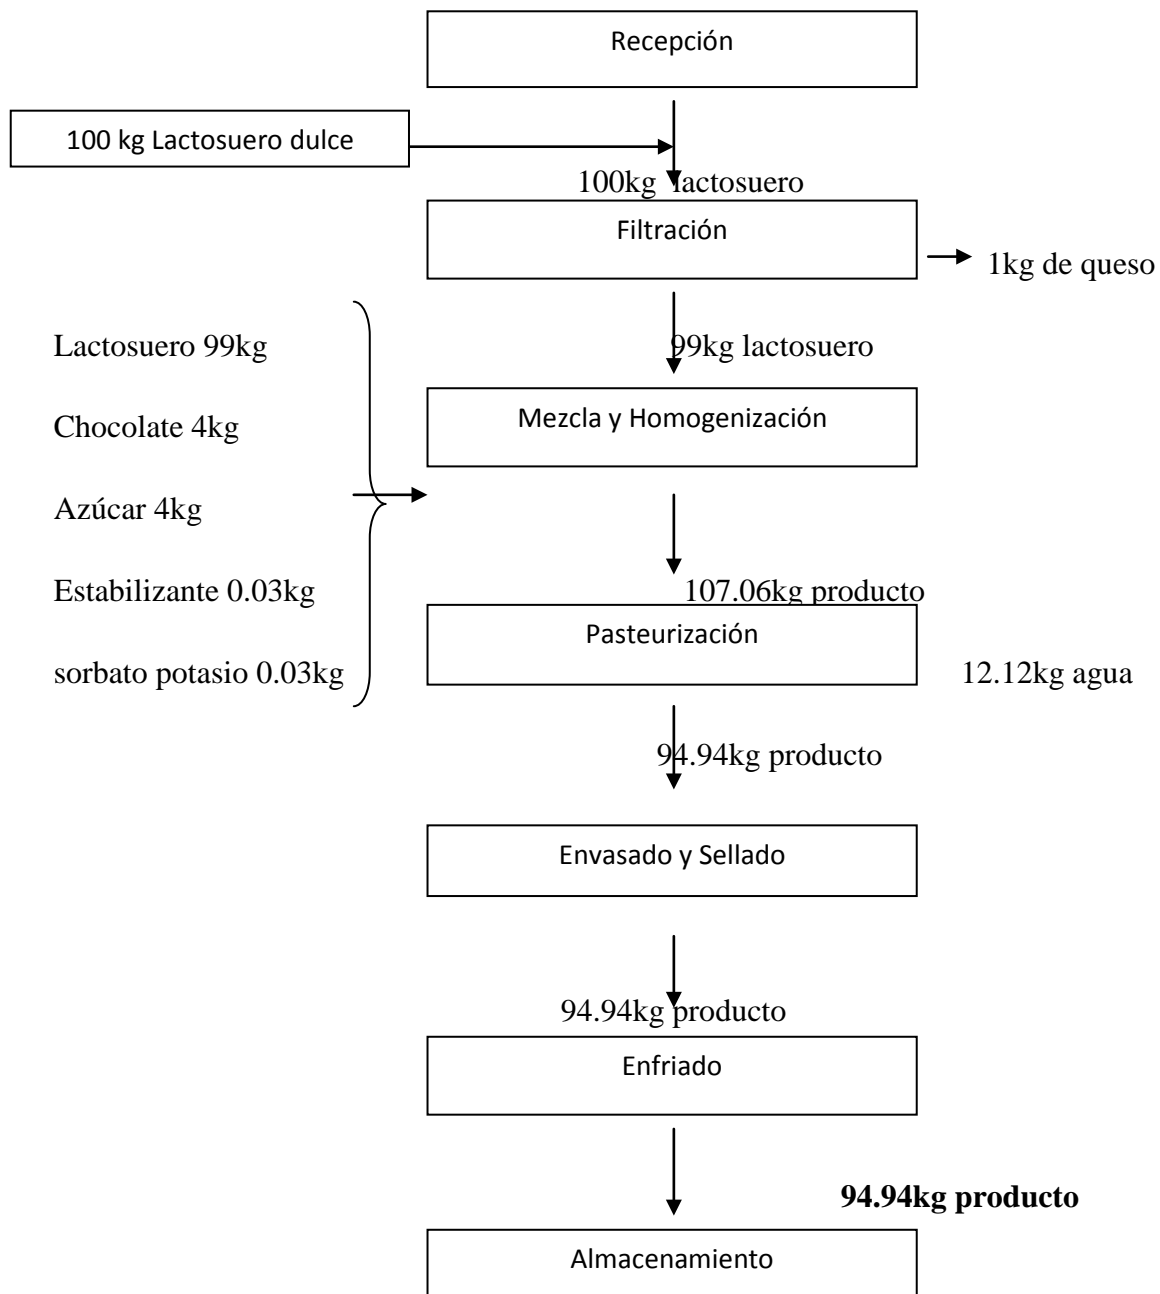 Recepción
100 kg Lactosuero dulce
100kg lactosuero
Filtración
1kg de queso
Lactosuero 99kg
99kg lactosuero
Chocolate 4kg
Mezcla y Homogenización
Azúcar 4kg
Estabilizante 0.03kg
107.06kg producto
Pasteurización
sorbato potasio 0.03kg
12.12kg agua
94.94kg producto
Envasado y Sellado
94.94kg producto
Enfriado
94.94kg producto
Almacenamiento